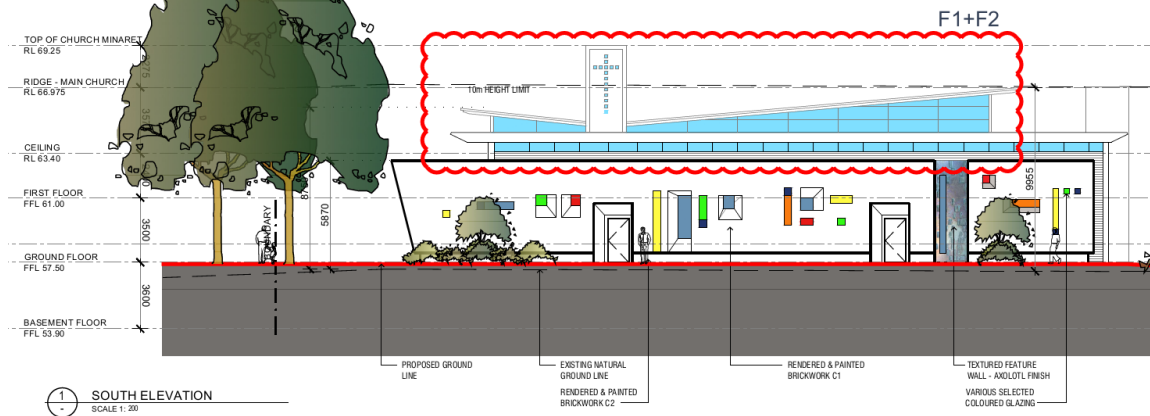 F1+F2
TOP OF CHURCH MINARET
RL 69.25
RIDGE - MAIN CHURCH
RL 66.975
10m HEIGHT LIMIT
CEILING
RL 63.40
FIRST FLOOR
FFL 61.00
3500
5870
9955
BOUNDARY
GROUND FLOOR
FFL 57.50
3600
BASEMENT FLOOR
FFL 53.90
PROPOSED GROUND
LINE
EXISTING NATURAL
GROUND LINE
RENDERED & PAINTED
BRICKWORK C2
RENDERED & PAINTED
BRICKWORK C1
TEXTURED FEATURE
WALL - AXOLOTL FINISH
VARIOUS SELECTED
COLOURED GLAZING
1
-
SOUTH ELEVATION
SCALE 1: 200